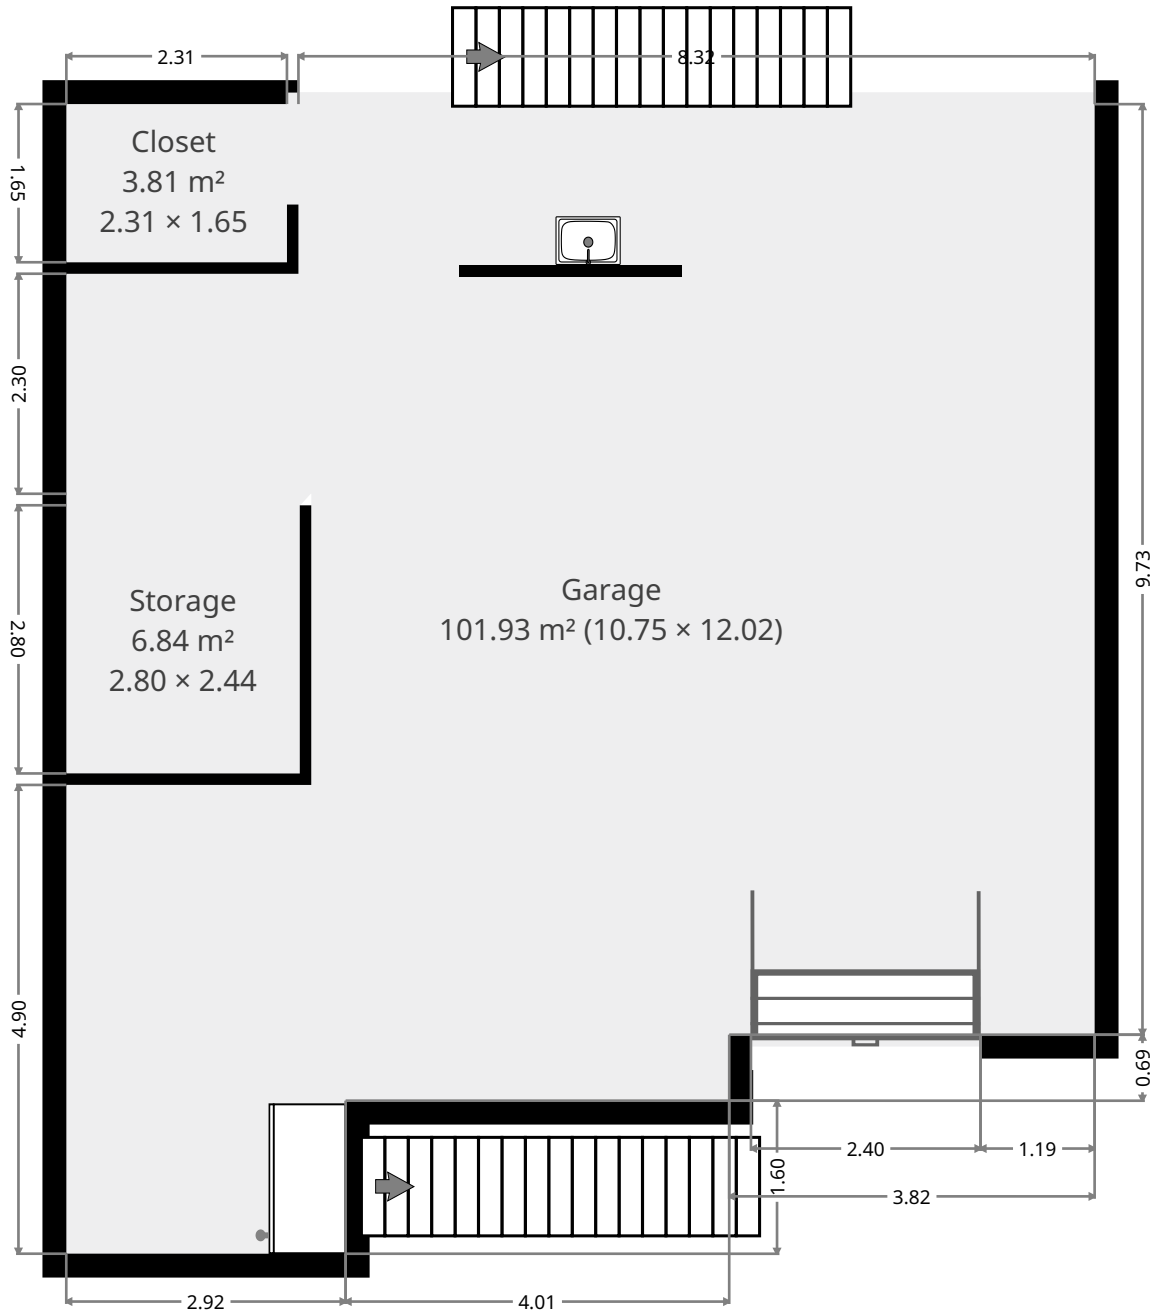 2.31
8.32
Closet
3.81 m²
2.31 × 1.65
1.65
2.30
Storage
6.84 m²
2.80 × 2.44
2.80
Garage
101.93 m² (10.75 × 12.02)
9.73
4.90
0.69
2.40
1.19
1.60
3.82
2.92
4.01